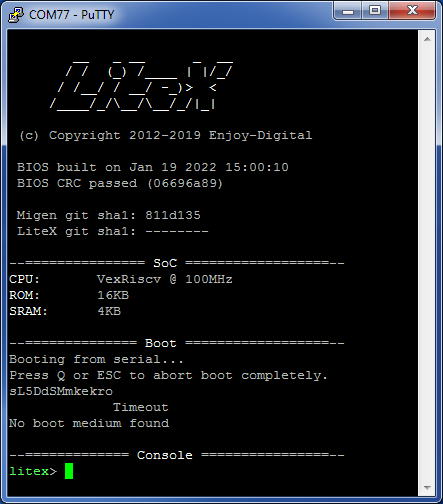 COM77 - PuTTY
LiteX
(c) Copyright 2012-2019 Enjoy-Digital
BIOS built on Jan 19 2022 15:00:10
BIOS CRC passed (06696a89)
Migen git sha1: 811d135
LiteX git sha1: --------
--=============== SoC ==================--
CPU: VexRiscv @ 100MHz
ROM: 16KB
SRAM: 4KB
--============== Boot ==================--
Booting from serial...
Press Q or ESC to abort boot completely.
sL5DdSMmkekro
Timeout
No boot medium found
--============= Console ================--
litex>